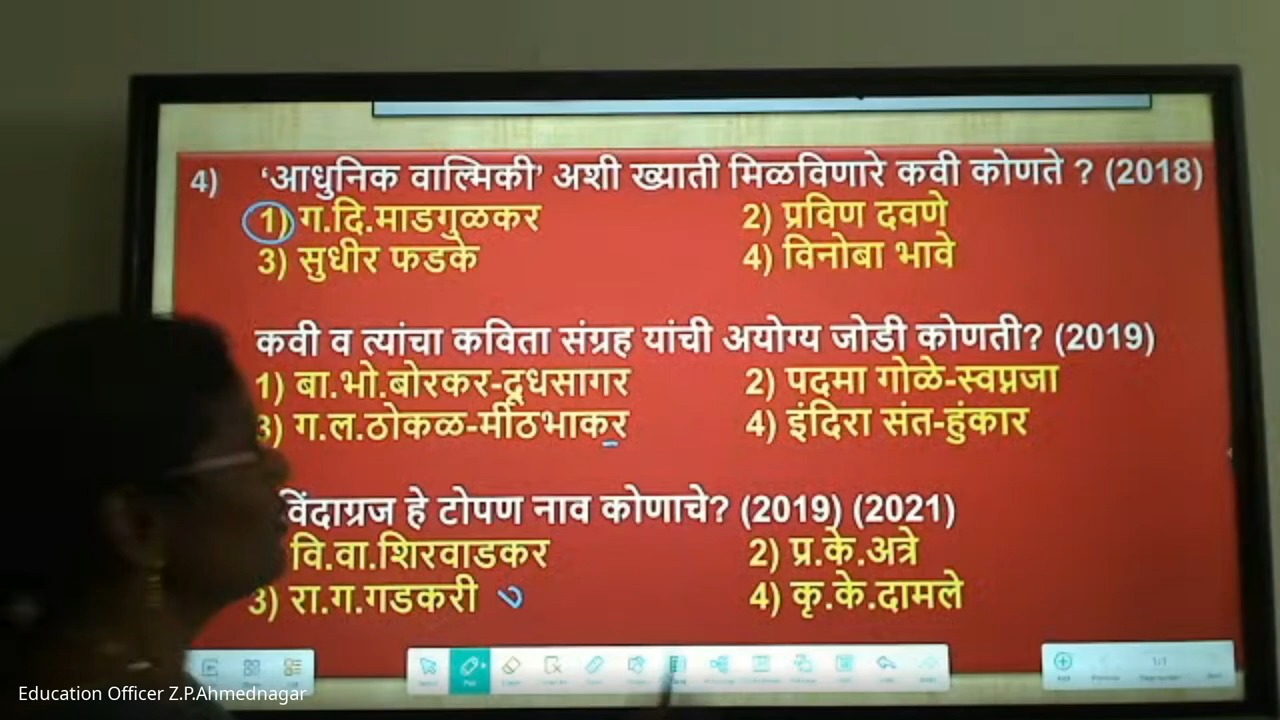 4) ‘आधुनिक वाल्मिकी’ अशी ख्याती मिळविणारे कवी कोणते ? (2018)
1) ग.दि.माडगुळकर 2) प्रविण दवणे
3) सुधीर फडके 4) विनोबा भावे
कवी व त्यांचा कविता संग्रह यांची अयोग्य जोडी कोणती? (2019)
1) बा.भो.बोरकर-दूधसागर 2) पदमा गोळे-स्वप्नजा
3) ग.ल.ठोकळ-मीठभाकर 4) इंदिरा संत-हुंकार
विंदाग्रज हे टोपण नाव कोणाचे? (2019) (2021)
वि.वा.शिरवाडकर 2) प्र.के.अत्रे
3) रा.ग.गडकरी 4) कृ.के.दामले
1/1
Education Officer Z.P.Ahmednagar